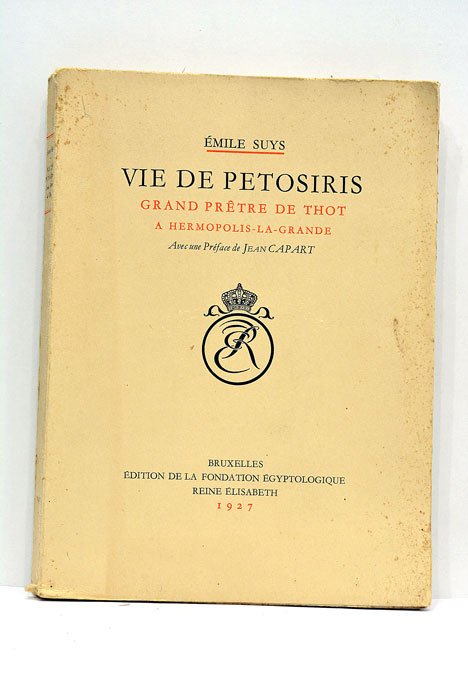 ÉMILE SUYS
VIE DE PETOSIRIS
GRAND PRÊTRE DE THOT
A HERMOPOLIS-LA-GRANDE
Avec une Préface de JEAN CAPART
BRUXELLES
ÉDITION DE LA FONDATION ÉGYPTOLOGIQUE
REINE ÉLISABETH
1927